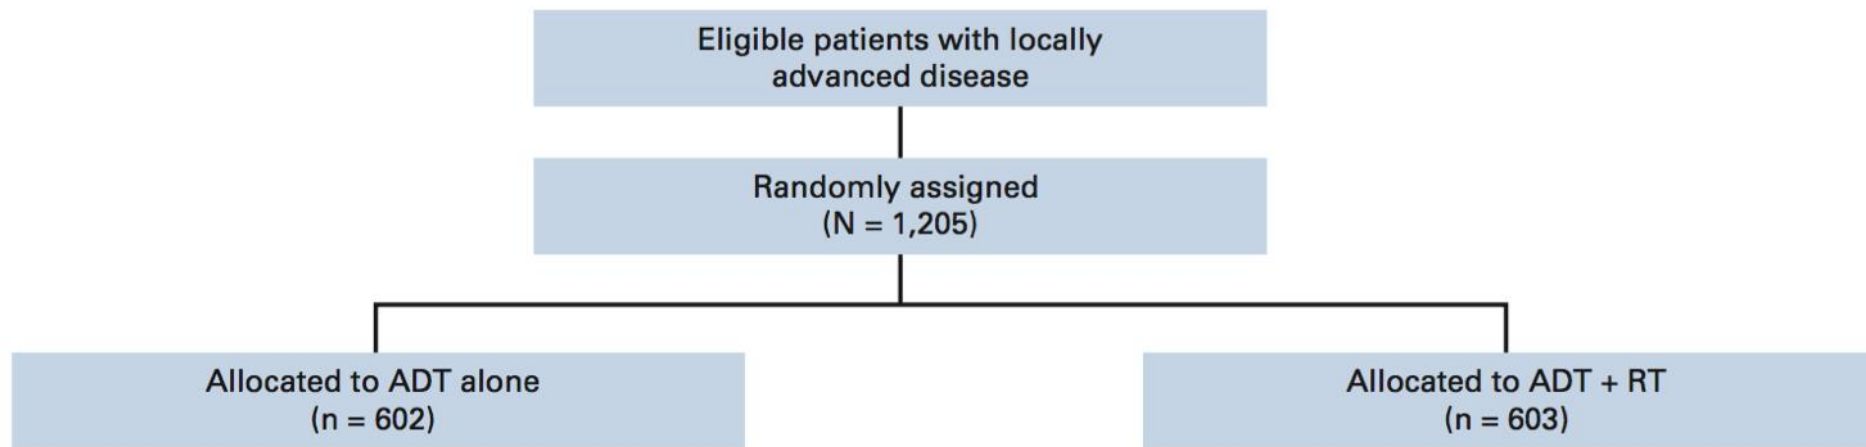 Eligible patients with locally
advanced disease
Randomly assigned
(N = 1,205)
Allocated to ADT alone
(n = 602)
Allocated to ADT + RT
(n = 603)